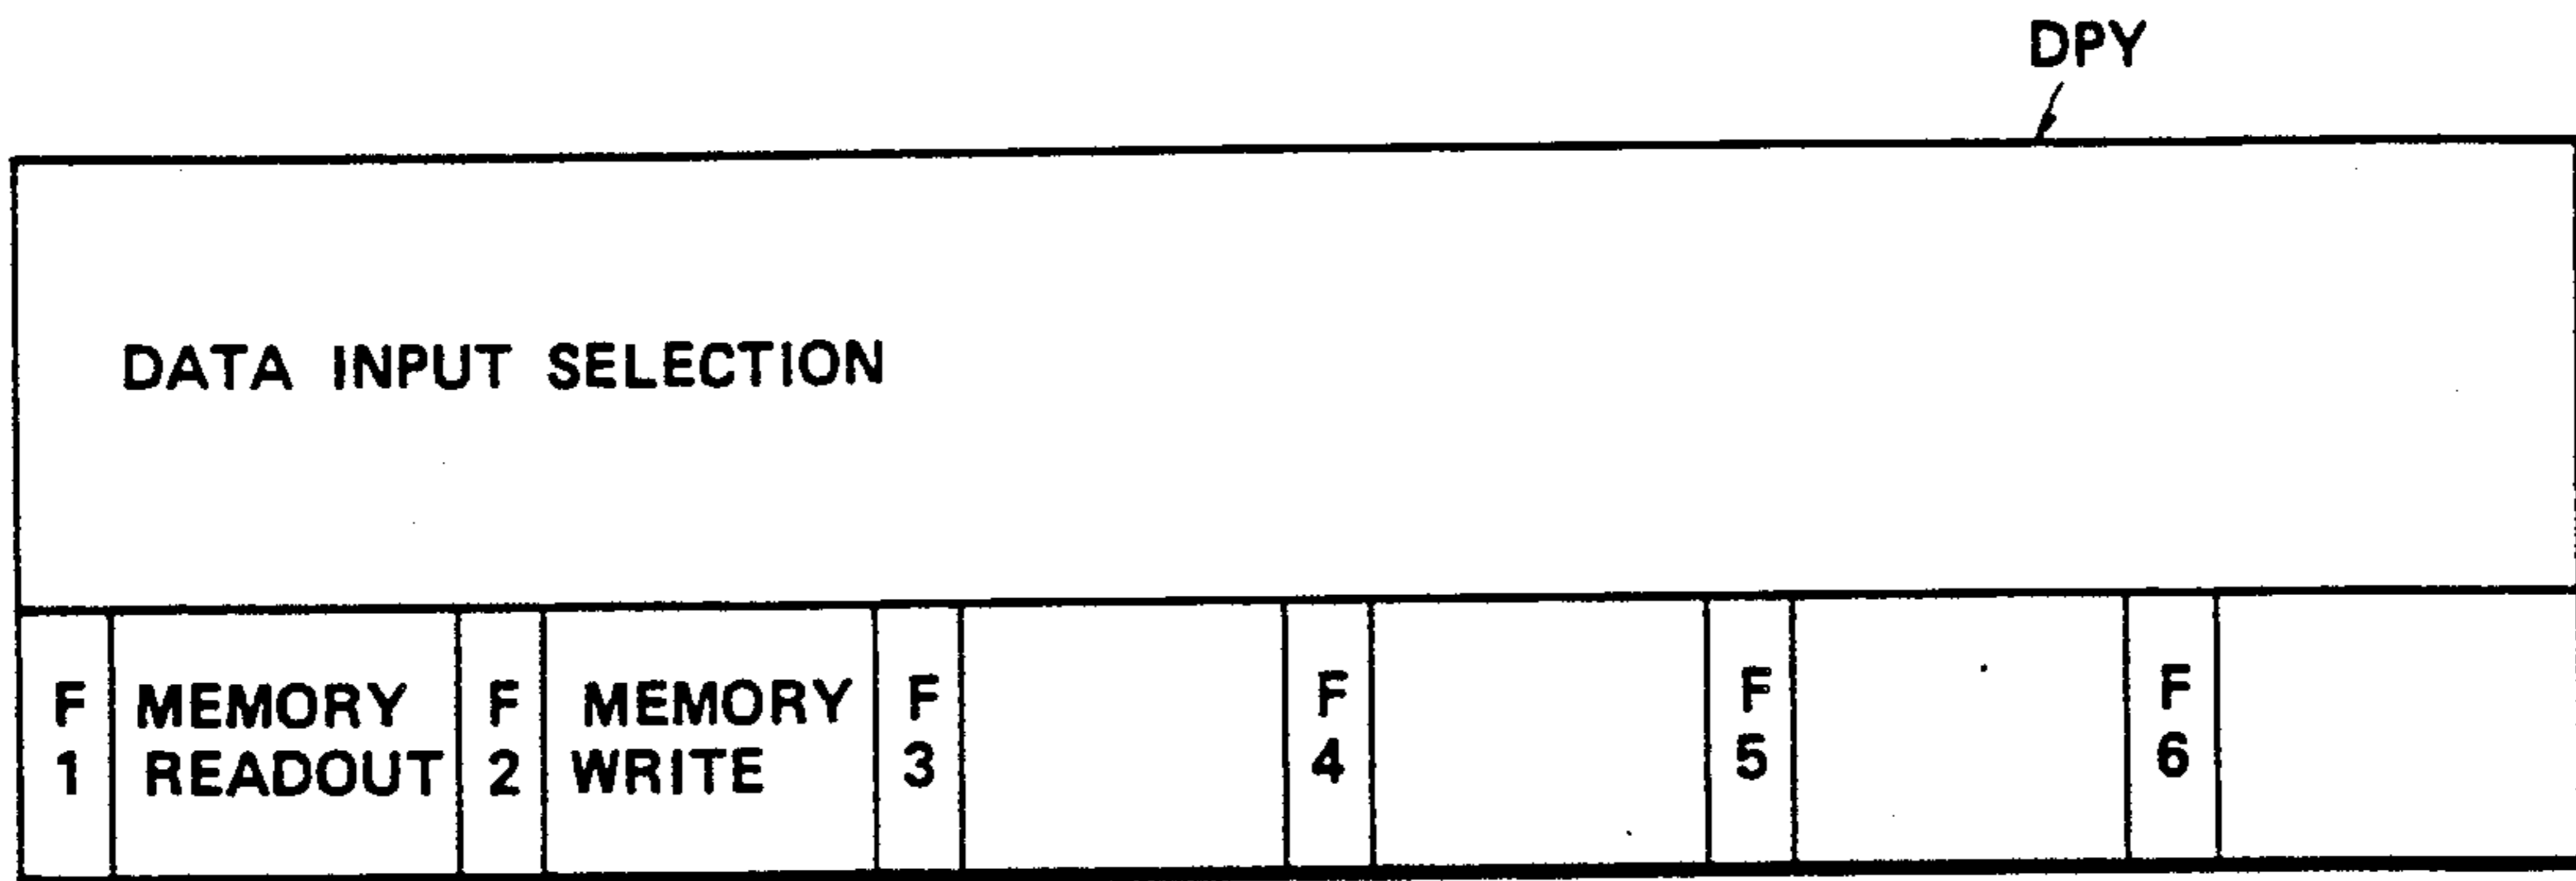 DPY
DATA INPUT SELECTION
F MEMORY F MEMORY F F F F
1 READOUT 2 WRITE 3 4 5 6